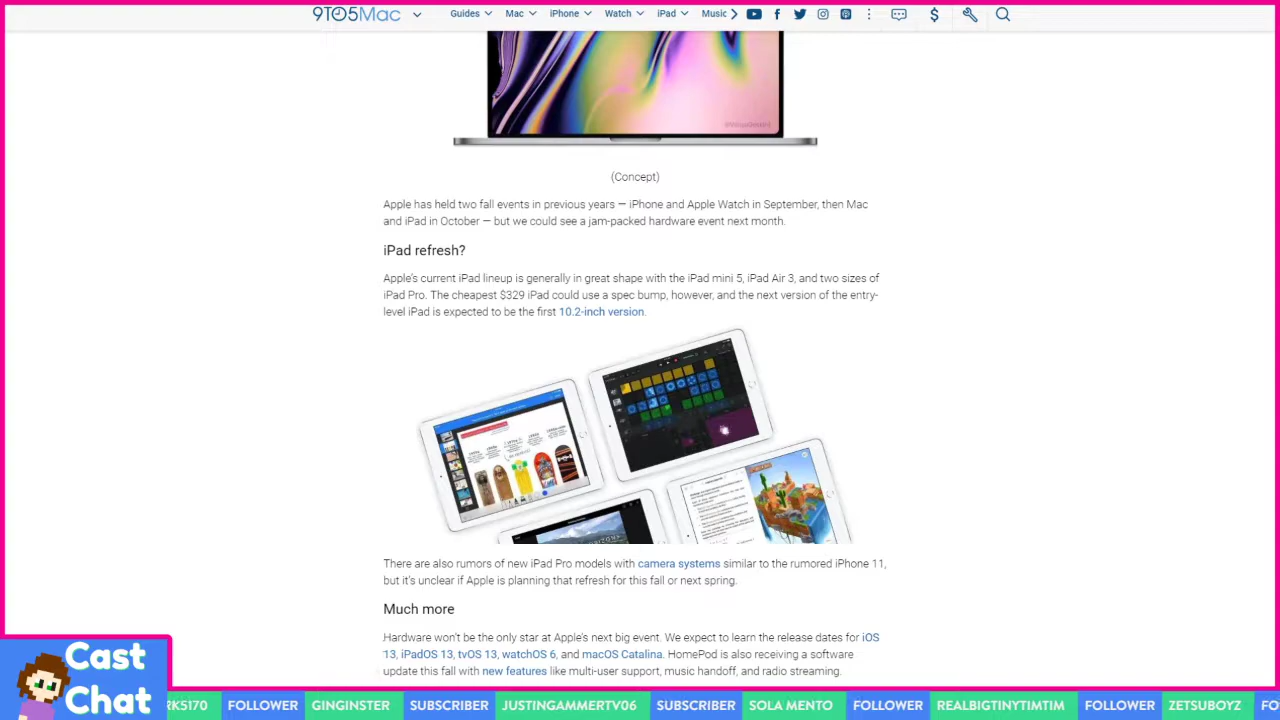 9TO5Mac Guides Mac iPhone Watch iPad Music
(Concept)
Apple has held two fall events in previous years — iPhone and Apple Watch in September, then Mac
and iPad in October — but we could see a jam-packed hardware event next month.
iPad refresh?
Apple's current iPad lineup is generally in great shape with the iPad mini 5, iPad Air 3, and two sizes of
iPad Pro. The cheapest $329 iPad could use a spec bump, however, and the next version of the entry-
level iPad is expected to be the first 10.2-inch version.
There are also rumors of new iPad Pro models with camera systems similar to the rumored iPhone 11,
but it's unclear if Apple is planning that refresh for this fall or next spring.
Much more
Hardware won't be the only star at Apple's next big event. We expect to learn the release dates for iOS
13, iPadOS 13, tvOS 13, watchOS 6, and macOS Catalina. HomePod is also receiving a software
update this fall with new features like multi-user support, music handoff, and radio streaming.
Cast
Chat
RK5170 FOLLOWER GINGINSTER SUBSCRIBER JUSTINGAMMERTV06 SUBSCRIBER SOLA MENTO FOLLOWER REALBIGTINYTIMTIM FOLLOWER ZETSUBOYZ FO